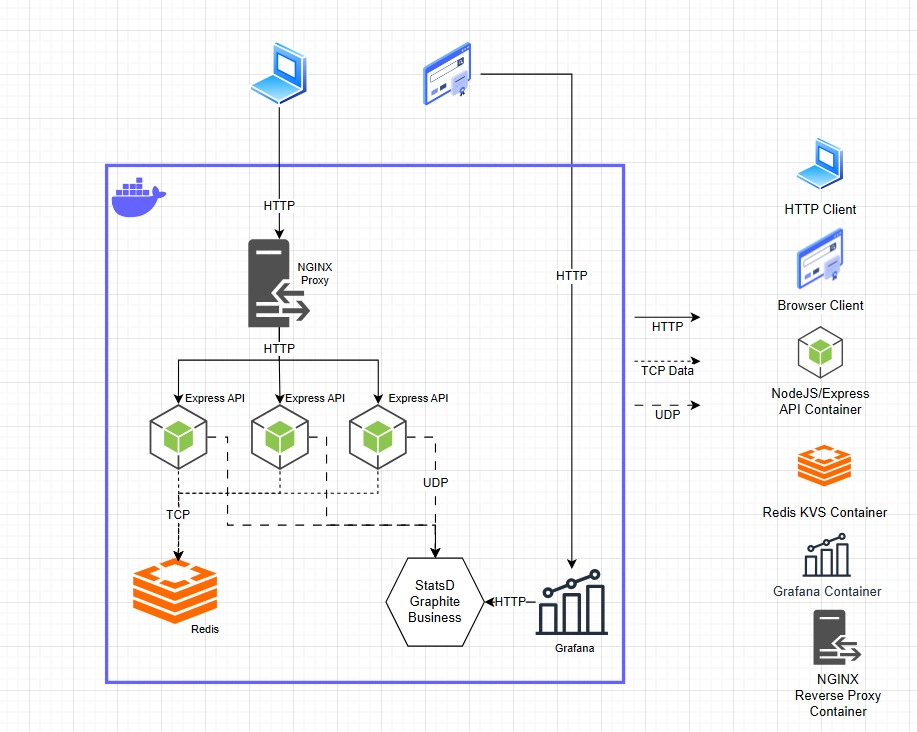 HTTP
NGINX
Proxy
HTTP
HTTP
Express API
Express API
Express API
UDP
TCP
StatsD
Graphite
Business
HTTP
Redis
Grafana
HTTP Client
Browser Client
HTTP
TCP Data
UDP
NodeJS/Express
API Container
Redis KVS Container
Grafana Container
NGINX
Reverse Proxy
Container